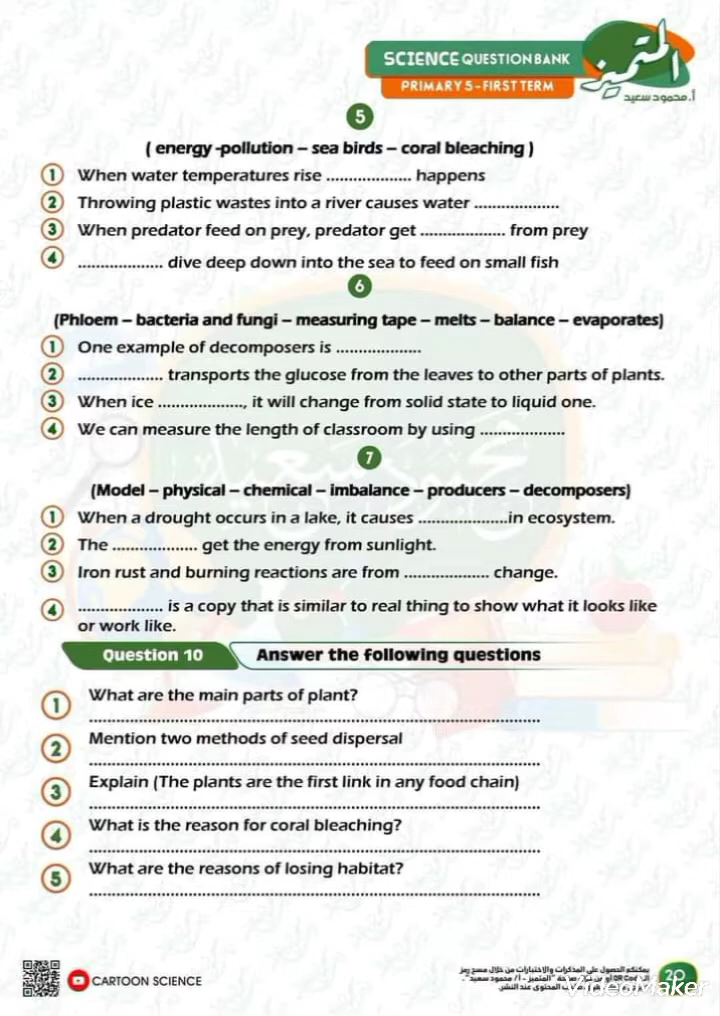 SCIENCE QUESTION BANK
PRIMARY 5 - FIRST TERM
المتميز
أ. محمود سعيد
5
( energy -pollution – sea birds – coral bleaching )
1 When water temperatures rise ................... happens
2 Throwing plastic wastes into a river causes water ...................
3 When predator feed on prey, predator get ................... from prey
4 ................... dive deep down into the sea to feed on small fish
6
(Phloem – bacteria and fungi – measuring tape – melts – balance – evaporates)
1 One example of decomposers is ...................
2 ................... transports the glucose from the leaves to other parts of plants.
3 When ice ..................., it will change from solid state to liquid one.
4 We can measure the length of classroom by using ...................
7
(Model – physical – chemical – imbalance – producers – decomposers)
1 When a drought occurs in a lake, it causes ....................in ecosystem.
2 The ................... get the energy from sunlight.
3 Iron rust and burning reactions are from ................... change.
4 ................... is a copy that is similar to real thing to show what it looks like
or work like.
Question 10 Answer the following questions
1 What are the main parts of plant?
2 Mention two methods of seed dispersal
3 Explain (The plants are the first link in any food chain)
4 What is the reason for coral bleaching?
5 What are the reasons of losing habitat?
CARTOON SCIENCE
يمكنكم الحصول على المذكرات والاختبارات من خلال مسح رمز
20
VideoMaker